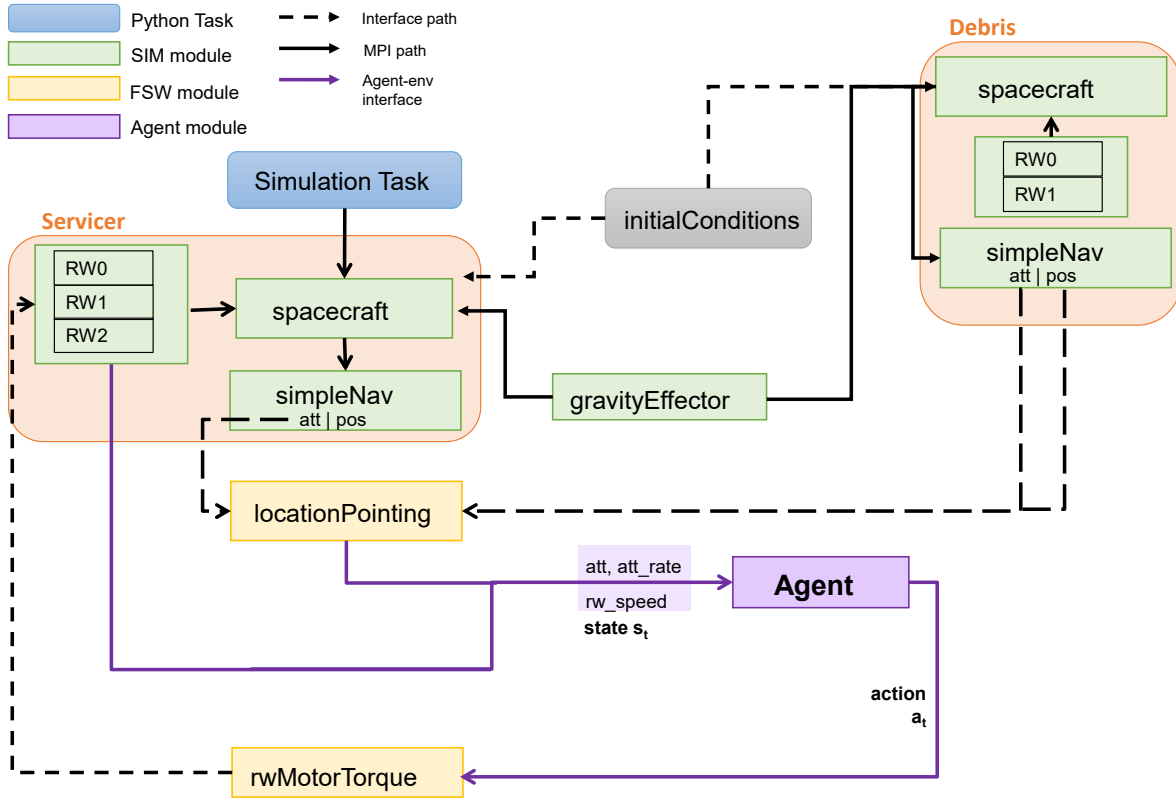 Python Task
SIM module
FSW module
Agent module
Interface path
MPI path
Agent-env
interface
Debris
spacecraft
RW0
RW1
simpleNav
att | pos
Simulation Task
initialConditions
Servicer
RW0
RW1
RW2
spacecraft
simpleNav
att | pos
gravityEffector
locationPointing
att, att_rate
rw_speed
state sₜ
Agent
action
aₜ
rwMotorTorque